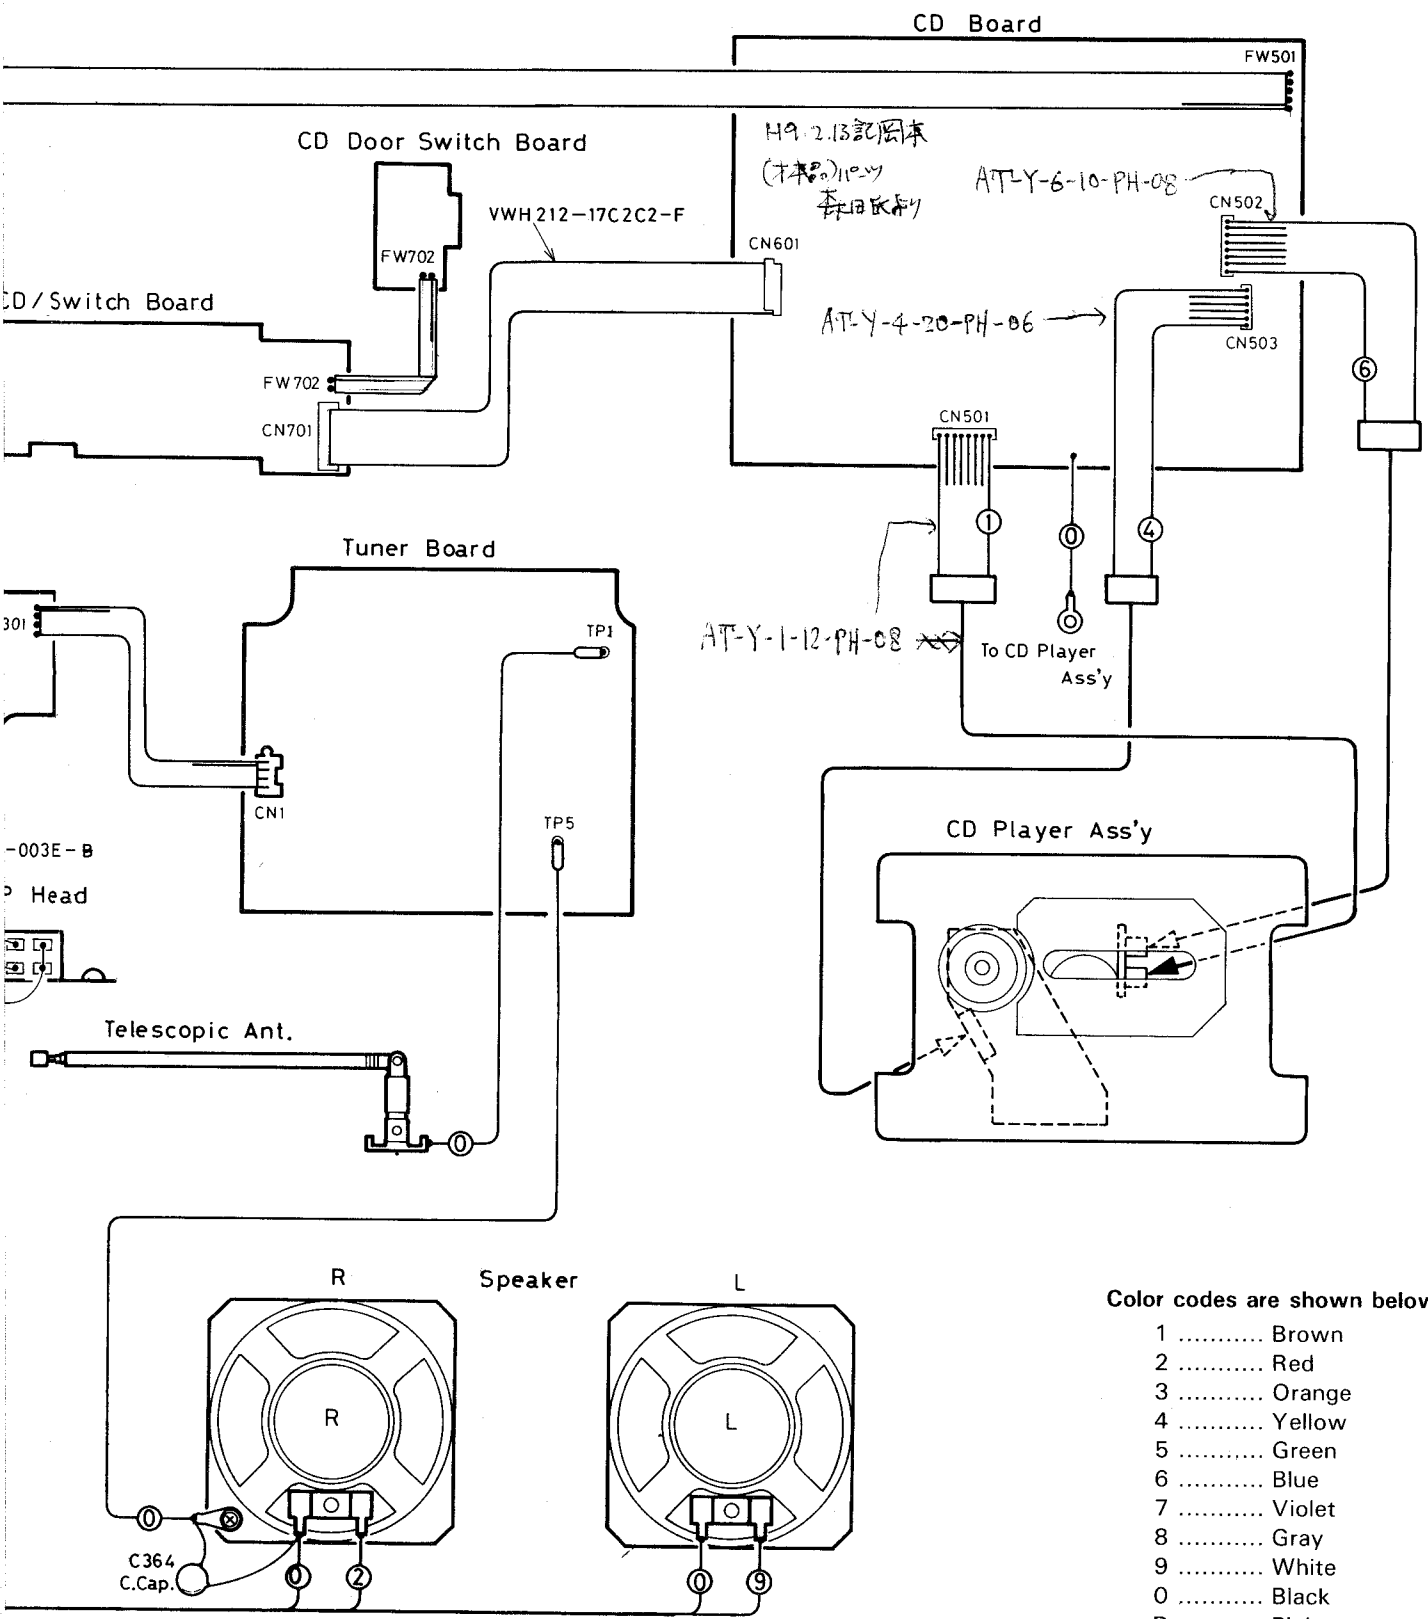 CD Board
FW501
CD Door Switch Board
H9.2.13記 岡本
AT-Y-6-10-PH-08
CN502
VWH212-17C2C2-F
CN601
FW702
CD/Switch Board
AT-Y-4-20-PH-06
CN503
FW702
6
CN701
CN501
1
0
4
Tuner Board
301
TP1
AT-Y-1-12-PH-08
To CD Player
Ass'y
CN1
TP5
CD Player Ass'y
-003E-B
P Head
Telescopic Ant.
0
R
Speaker
L
R
L
0
C364
C.Cap.
0
2
0
9
Color codes are shown below
1 ........... Brown
2 ........... Red
3 ........... Orange
4 ........... Yellow
5 ........... Green
6 ........... Blue
7 ........... Violet
8 ........... Gray
9 ........... White
0 ........... Black